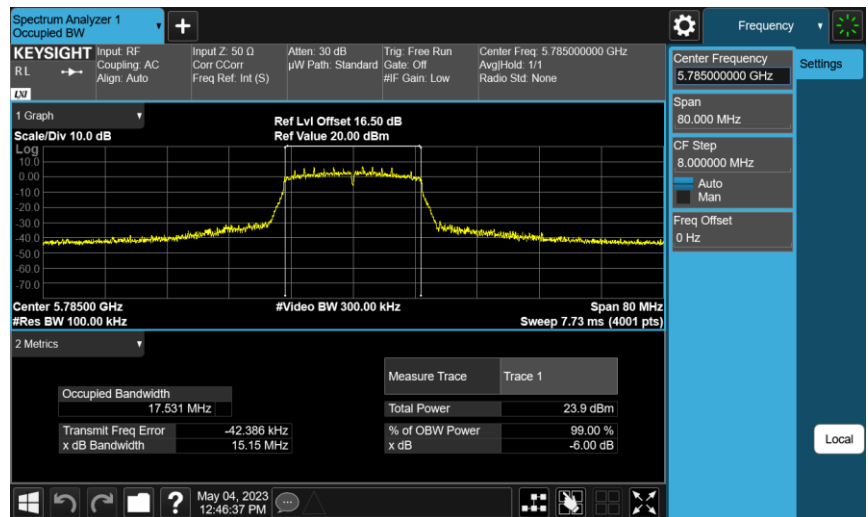 Spectrum Analyzer 1
Occupied BW
+
Frequency
KEYSIGHT
RL
LXI
Input: RF
Coupling: AC
Align: Auto
Input Z: 50 Ω
Corr CCorr
Freq Ref: Int (S)
Atten: 30 dB
µW Path: Standard
Trig: Free Run
Gate: Off
#IF Gain: Low
Center Freq: 5.785000000 GHz
Avg|Hold: 1/1
Radio Std: None
Center Frequency
5.785000000 GHz
Settings
Span
80.000 MHz
CF Step
8.000000 MHz
Auto
Man
Freq Offset
0 Hz
1 Graph
Scale/Div 10.0 dB
Ref Lvl Offset 16.50 dB
Ref Value 20.00 dBm
Log
10.0
0.00
-10.0
-20.0
-30.0
-40.0
-50.0
-60.0
-70.0
Center 5.78500 GHz
#Res BW 100.00 kHz
#Video BW 300.00 kHz
Span 80 MHz
Sweep 7.73 ms (4001 pts)
2 Metrics
Measure Trace Trace 1
Occupied Bandwidth
17.531 MHz
Total Power 23.9 dBm
Transmit Freq Error -42.386 kHz
% of OBW Power 99.00 %
x dB Bandwidth 15.15 MHz
x dB -6.00 dB
Local
?
May 04, 2023
12:46:37 PM